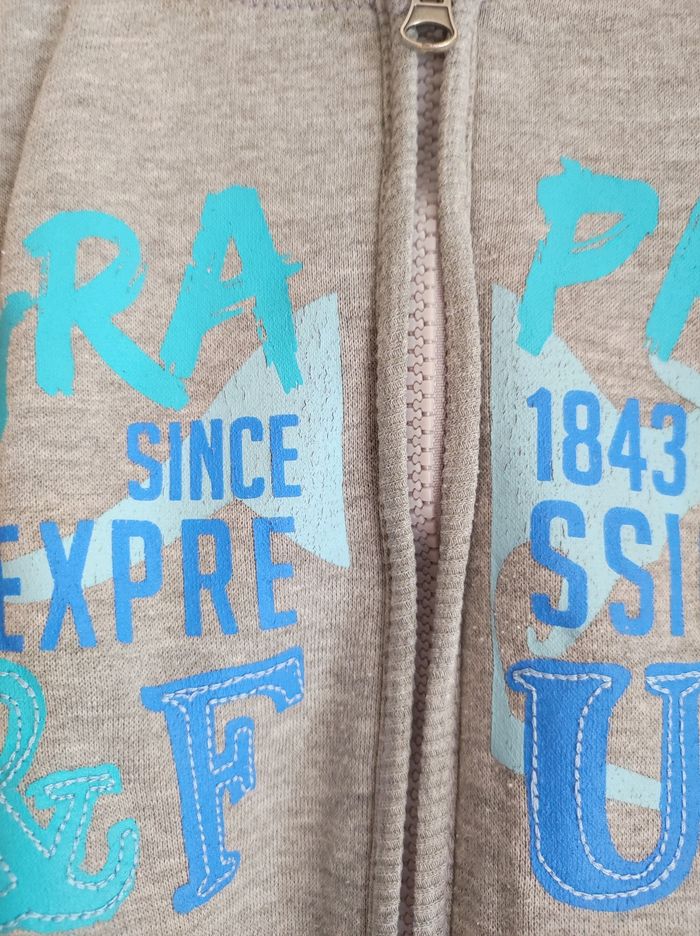 RA P
SINCE 1843
EXPRE SSI
& F U